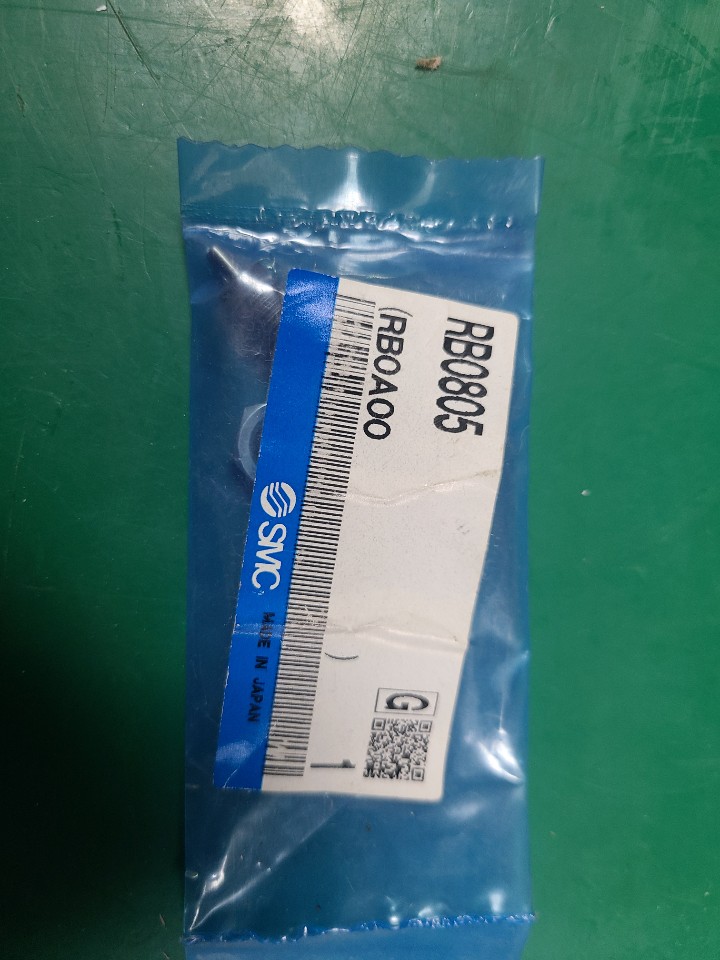 RB0805
(RB0A00
)
G
1
SMC
MADE IN JAPAN